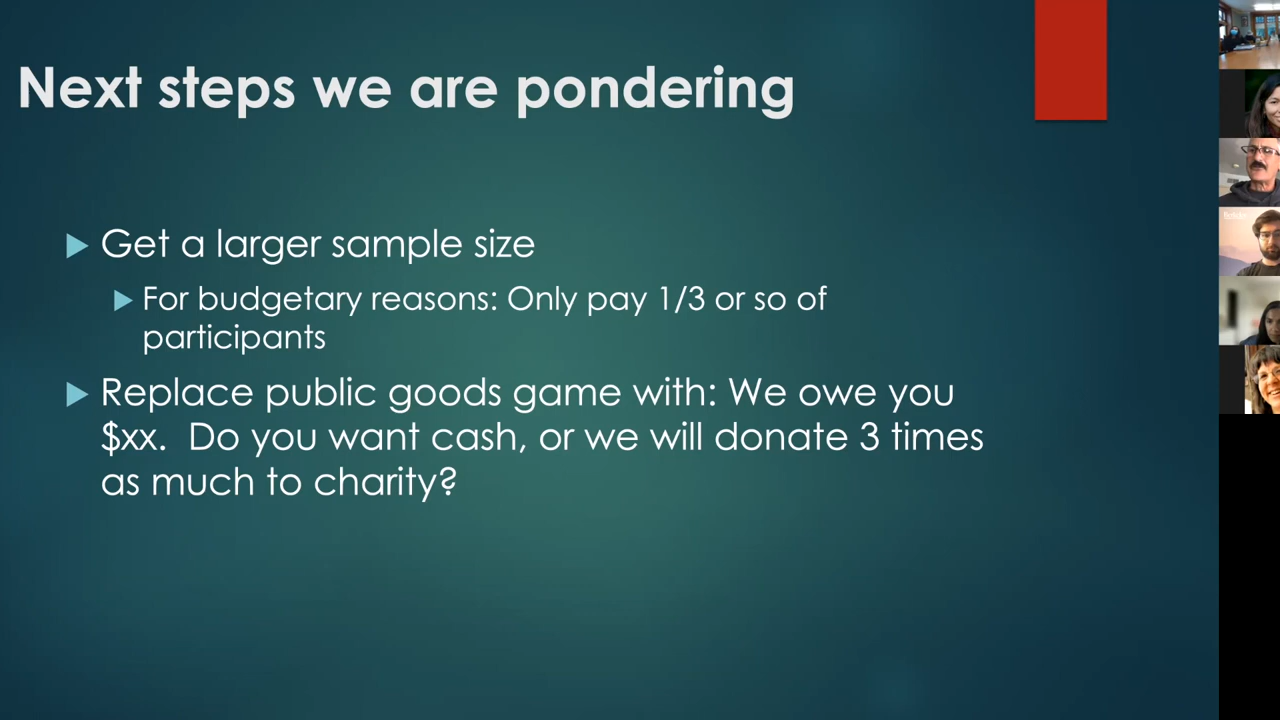 Next steps we are pondering
Get a larger sample size
For budgetary reasons: Only pay 1/3 or so of
participants
Replace public goods game with: We owe you
$xx. Do you want cash, or we will donate 3 times
as much to charity?